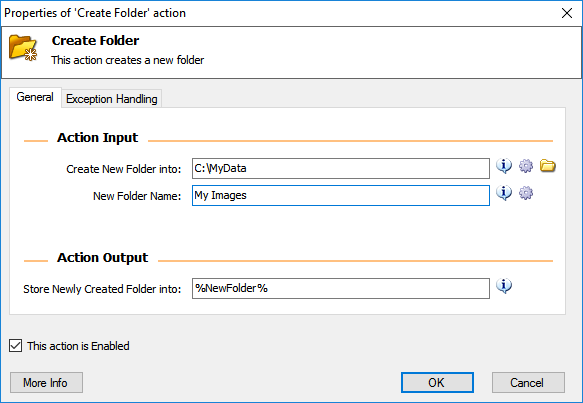 Properties of 'Create Folder' action
Create Folder
This action creates a new folder
General
Exception Handling
Action Input
Create New Folder into: C:\MyData
New Folder Name: My Images
Action Output
Store Newly Created Folder into: %NewFolder%
This action is Enabled
More Info
OK
Cancel